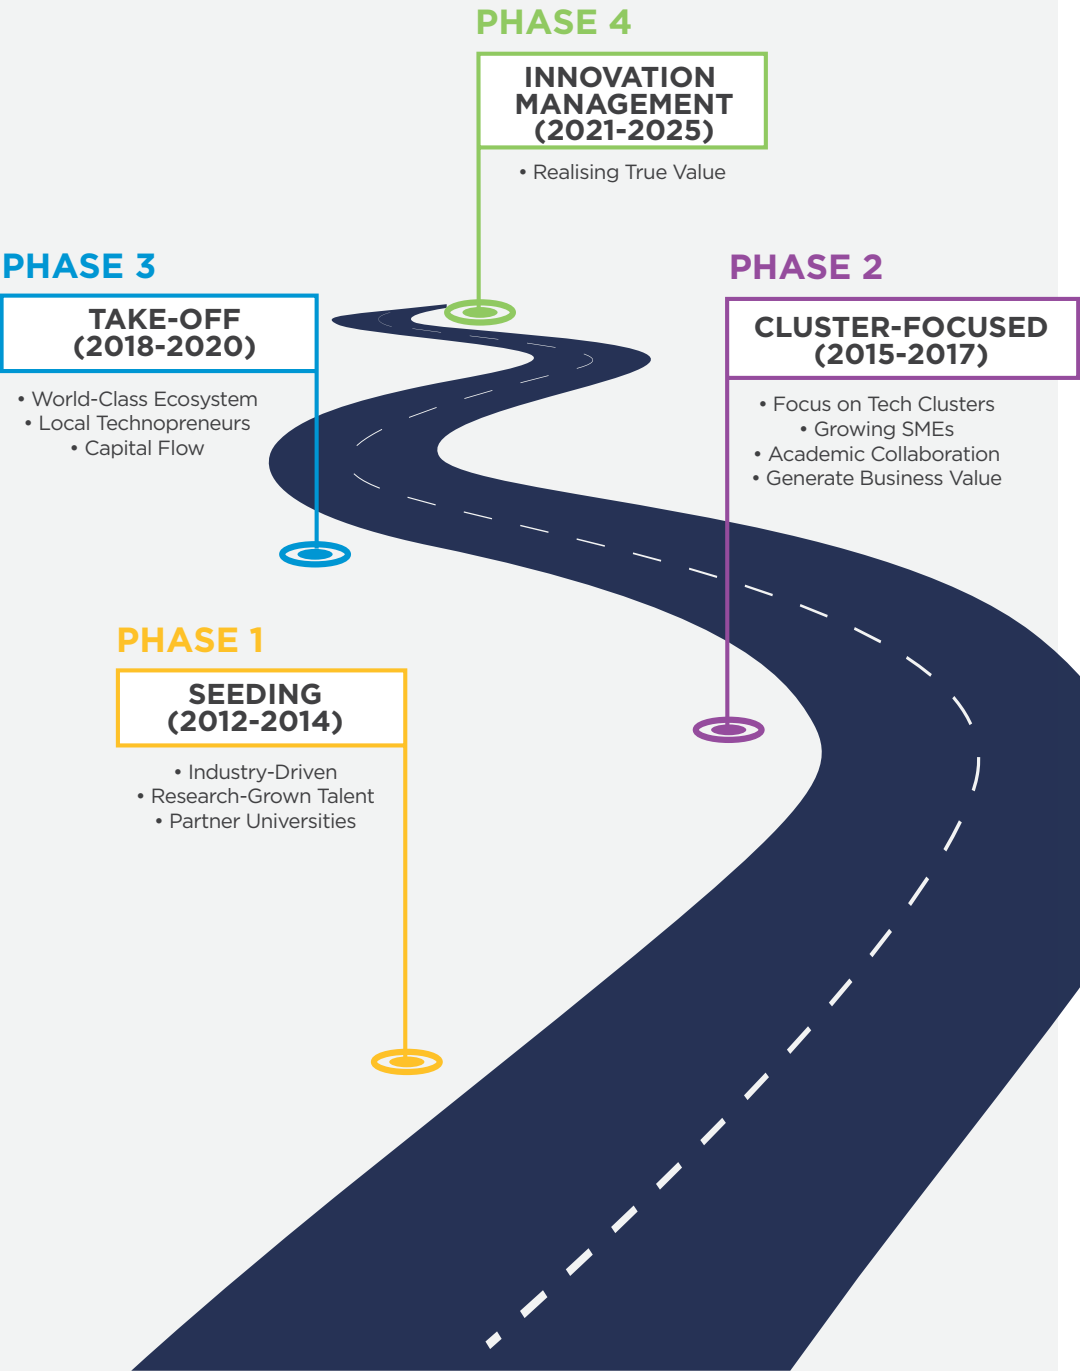 PHASE 4
INNOVATION
MANAGEMENT
(2021-2025)
• Realising True Value
PHASE 3
TAKE-OFF
(2018-2020)
• World-Class Ecosystem
• Local Technopreneurs
• Capital Flow
PHASE 2
CLUSTER-FOCUSED
(2015-2017)
• Focus on Tech Clusters
• Growing SMEs
• Academic Collaboration
• Generate Business Value
PHASE 1
SEEDING
(2012-2014)
• Industry-Driven
• Research-Grown Talent
• Partner Universities